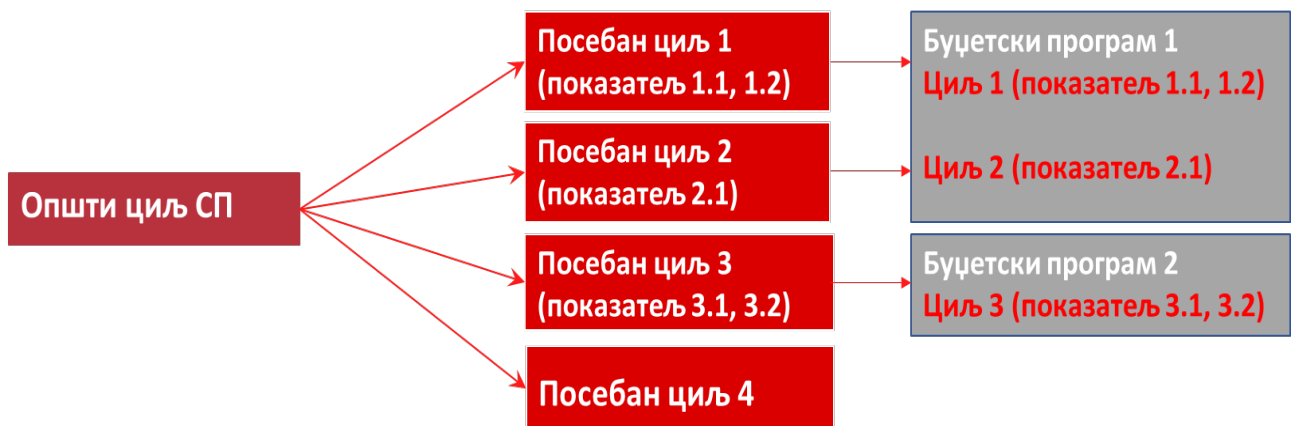 Општи циљ СП
Посебан циљ 1
(показатељ 1.1, 1.2)
Посебан циљ 2
(показатељ 2.1)
Посебан циљ 3
(показатељ 3.1, 3.2)
Посебан циљ 4
Буџетски програм 1
Циљ 1 (показатељ 1.1, 1.2)
Циљ 2 (показатељ 2.1)
Буџетски програм 2
Циљ 3 (показатељ 3.1, 3.2)